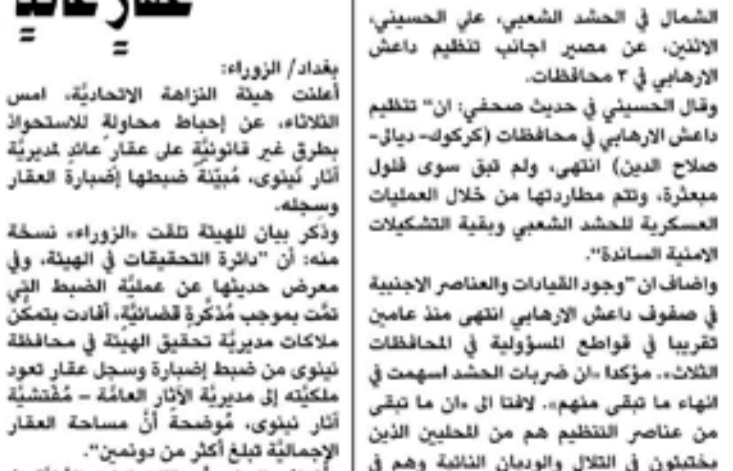 الشمال في الحشد الشعبي، علي الحسيني،
الاثنين، عن مصير اجانب تنظيم داعش
الارهابي في ٣ محافظات.
وقال الحسيني في حديث صحفي: ان" تنظيم
داعش الارهابي في محافظات (كركوك- ديالى-
صلاح الدين) انتهى، ولم تبق سوى فلول
مبعثرة، وتتم مطاردتها من خلال العمليات
العسكرية للحشد الشعبي وبقية التشكيلات
الامنية الساندة".
واضاف ان"وجود القيادات والعناصر الاجنبية
في صفوف داعش الارهابي انتهى منذ عامين
تقريبا في قواطع المسؤولية في المحافظات
الثلاث». مؤكدا «ان ضربات الحشد اسهمت في
انهاء ما تبقى منهم». لافتا الى «ان ما تبقى
من عناصر التنظيم هم من المحليين الذين
يختبئون في التلال والوديان النائية وهم في
عقارٍ عائدٍ
بغداد/ الزوراء:
أعلنت هيئة النزاهة الاتحاديَّة، امس
الثلاثاء، عن إحباط محاولةٍ للاستحواذ
بطرق غير قانونيَّةٍ على عقارٍ عائدٍ لمديريَّة
آثار نينوى، مُبيّنةً ضبطها إضبارة العقار
وسجله.
وذكر بيان للهيئة تلقت «الزوراء» نسخة
منه: أن "دائرة التحقيقات في الهيئة، وفي
معرض حديثها عن عمليَّة الضبط التي
تمَّت بموجب مُذكَّرةٍ قضائيَّةٍ، أفادت بتمكُّن
ملاكات مديريَّة تحقيق الهيئة في محافظة
نينوى من ضبط إضبارة وسجل عقارٍ تعود
ملكيَّته إلى مديريَّة الآثار العامَّة – مُفتّشيَّة
آثار نينوى، مُوضحةً أنَّ مساحة العقار
الإجماليَّة تبلغ أكثر من دونمين".